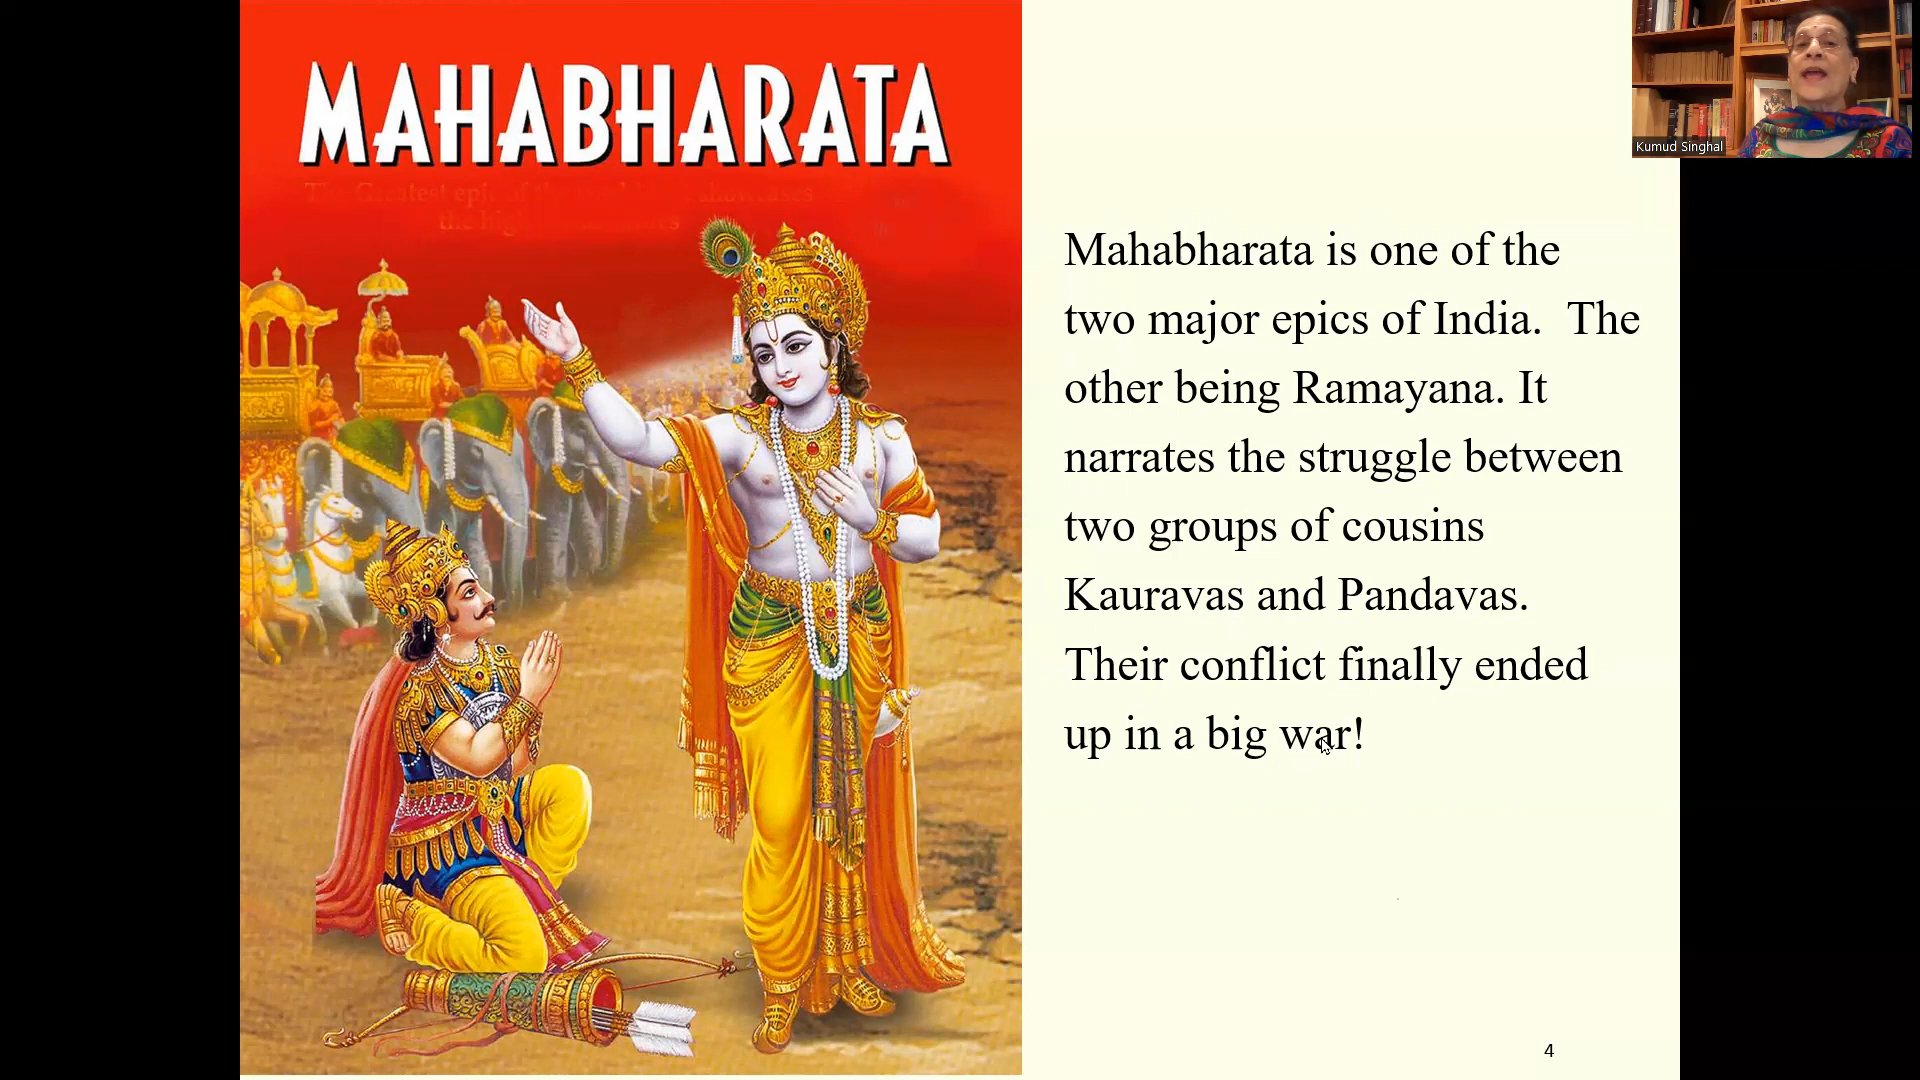 MAHABHARATA
Kumud Singhal
Mahabharata is one of the
two major epics of India.  The
other being Ramayana. It
narrates the struggle between
two groups of cousins
Kauravas and Pandavas.
Their conflict finally ended
up in a big war!
4